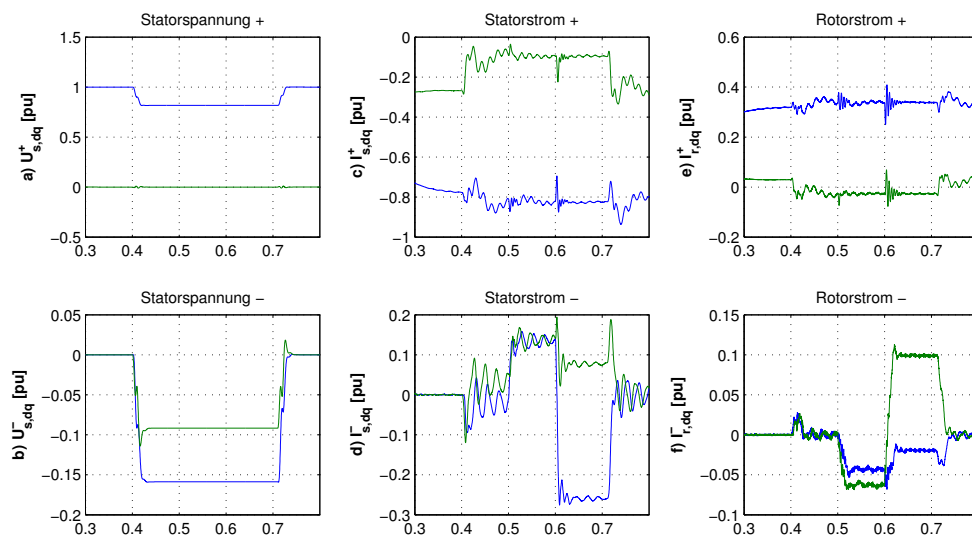 Statorspannung +
a) U+s,dq [pu]
1.5
1
0.5
0
−0.5
0.3 0.4 0.5 0.6 0.7
Statorstrom +
c) I+s,dq [pu]
0
−0.2
−0.4
−0.6
−0.8
−1
0.3 0.4 0.5 0.6 0.7
Rotorstrom +
e) I+r,dq [pu]
0.6
0.4
0.2
0
−0.2
0.3 0.4 0.5 0.6 0.7
Statorspannung −
b) U−s,dq [pu]
0.05
0
−0.05
−0.1
−0.15
−0.2
0.3 0.4 0.5 0.6 0.7
Statorstrom −
d) I−s,dq [pu]
0.2
0.1
0
−0.1
−0.2
−0.3
0.3 0.4 0.5 0.6 0.7
Rotorstrom −
f) I−r,dq [pu]
0.15
0.1
0.05
0
−0.05
−0.1
0.3 0.4 0.5 0.6 0.7